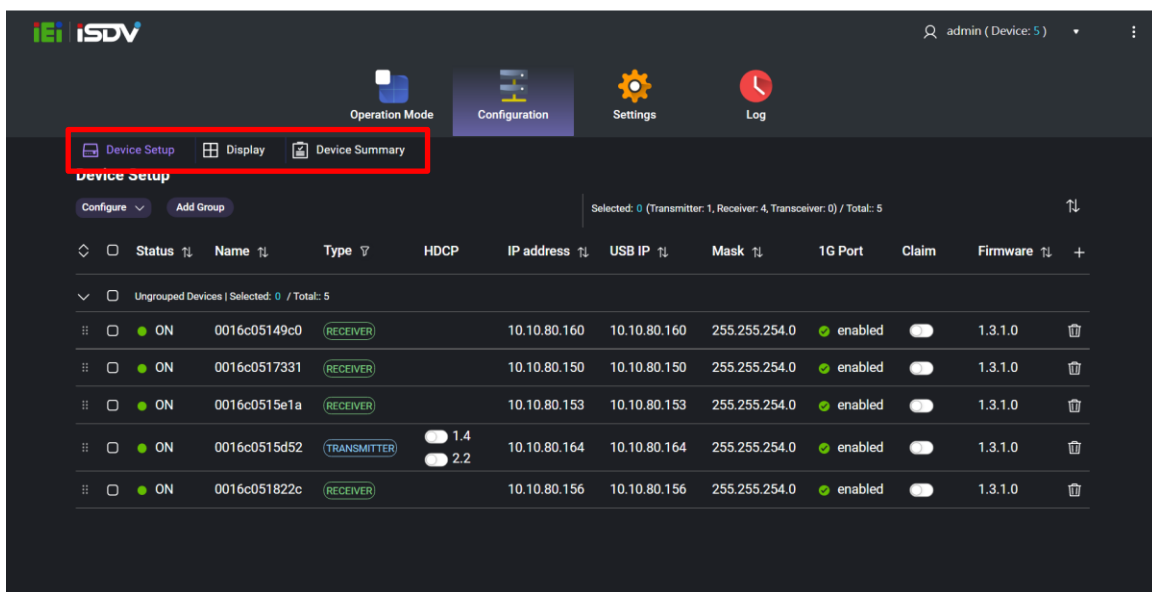 iEi iSDV admin ( Device: 5 )
Operation Mode Configuration Settings Log
Device Setup Display Device Summary
Device Setup
Configure Add Group Selected: 0 (Transmitter: 1, Receiver: 4, Transceiver: 0) / Total:: 5
Status Name Type HDCP IP address USB IP Mask 1G Port Claim Firmware +
Ungrouped Devices | Selected: 0 / Total:: 5
ON 0016c05149c0 RECEIVER 10.10.80.160 10.10.80.160 255.255.254.0 enabled 1.3.1.0
ON 0016c0517331 RECEIVER 10.10.80.150 10.10.80.150 255.255.254.0 enabled 1.3.1.0
ON 0016c0515e1a RECEIVER 10.10.80.153 10.10.80.153 255.255.254.0 enabled 1.3.1.0
ON 0016c0515d52 TRANSMITTER 1.4 10.10.80.164 10.10.80.164 255.255.254.0 enabled 1.3.1.0
2.2
ON 0016c051822c RECEIVER 10.10.80.156 10.10.80.156 255.255.254.0 enabled 1.3.1.0